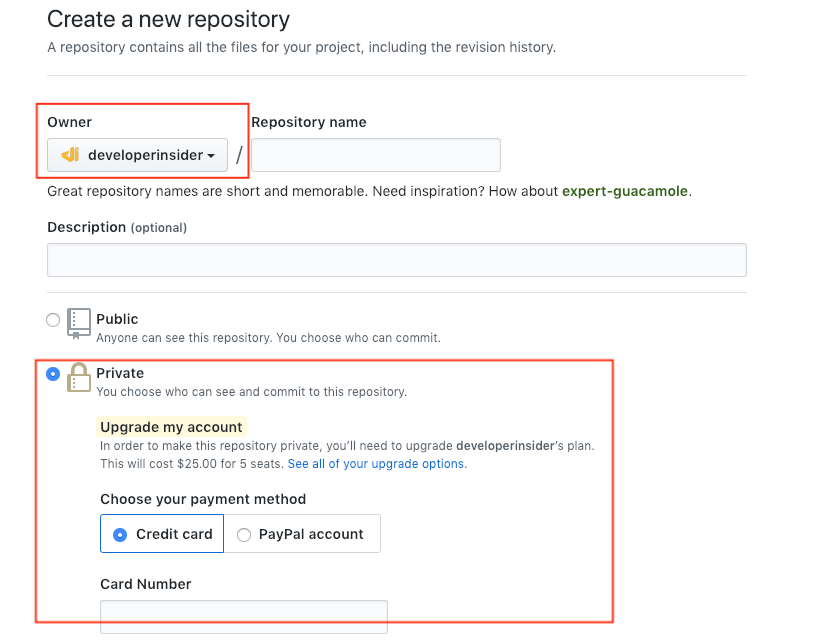 Create a new repository
A repository contains all the files for your project, including the revision history.
Owner
Repository name
developerinsider
/
Great repository names are short and memorable. Need inspiration? How about expert-guacamole.
Description (optional)
Public
Anyone can see this repository. You choose who can commit.
Private
You choose who can see and commit to this repository.
Upgrade my account
In order to make this repository private, you’ll need to upgrade developerinsider's plan.
This will cost $25.00 for 5 seats. See all of your upgrade options.
Choose your payment method
Credit card
PayPal account
Card Number